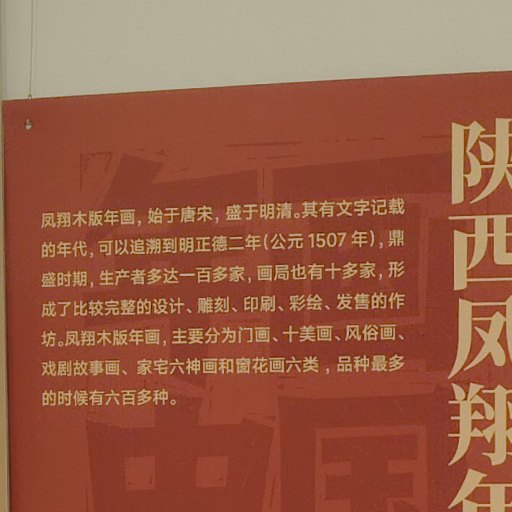 凤翔木版年画，始于唐宋，盛于明清。其有文字记载
的年代，可以追溯到明正德二年（公元1507年），鼎
盛时期，生产者多达一百多家，画局也有十多家，形
成了比较完整的设计、雕刻、印刷、彩绘、发售的作
坊。凤翔木版年画，主要分为门画、十美画、风俗画、
戏剧故事画、家宅六神画和窗花画六类，品种最多
的时候有六百多种。
陕西凤翔年